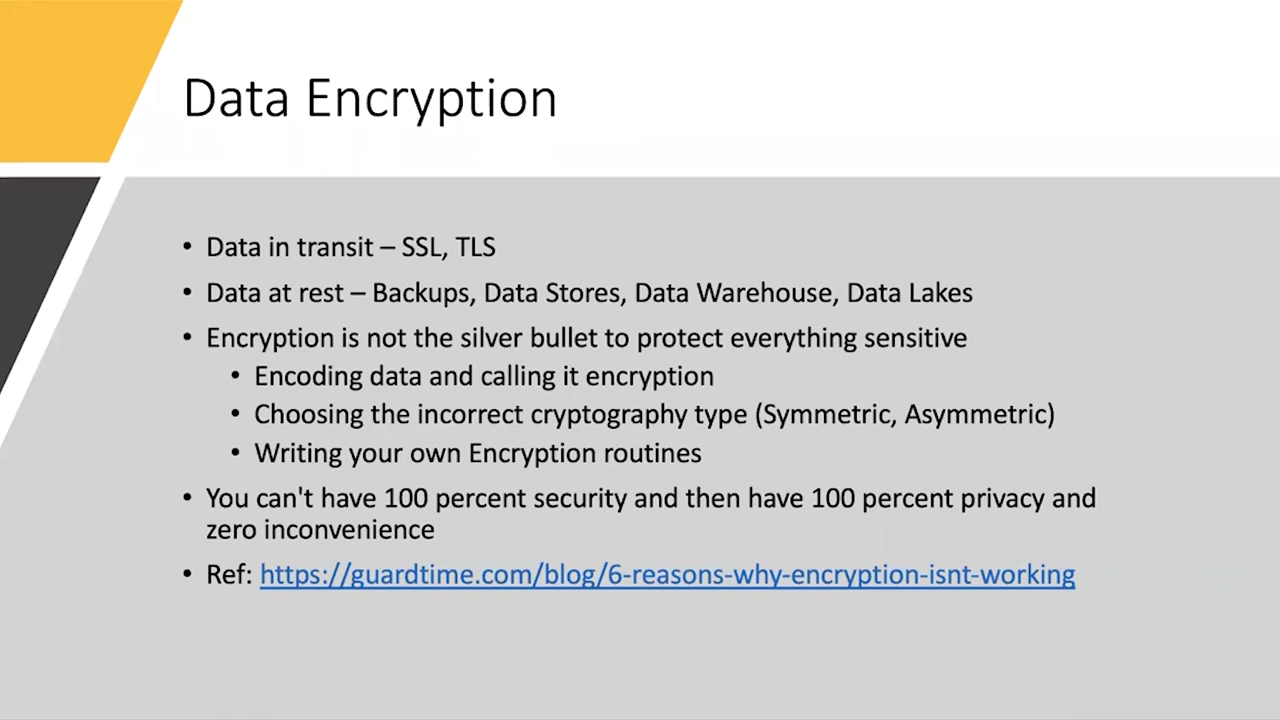 Data Encryption
• Data in transit – SSL, TLS
• Data at rest – Backups, Data Stores, Data Warehouse, Data Lakes
• Encryption is not the silver bullet to protect everything sensitive
• Encoding data and calling it encryption
• Choosing the incorrect cryptography type (Symmetric, Asymmetric)
• Writing your own Encryption routines
• You can't have 100 percent security and then have 100 percent privacy and
zero inconvenience
• Ref: https://guardtime.com/blog/6-reasons-why-encryption-isnt-working